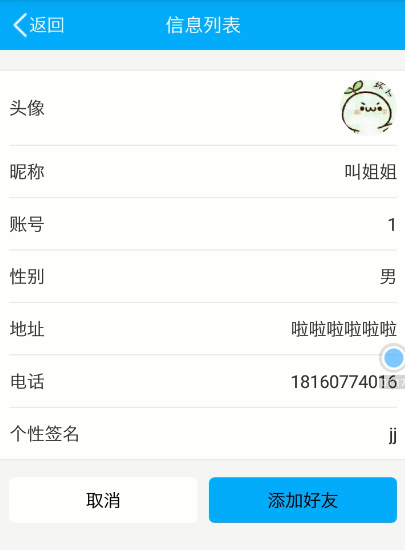 返回 信息列表
头像
昵称 叫姐姐
账号 1
性别 男
地址 啦啦啦啦啦啦
电话 18160774016
个性签名 jj
取消 添加好友